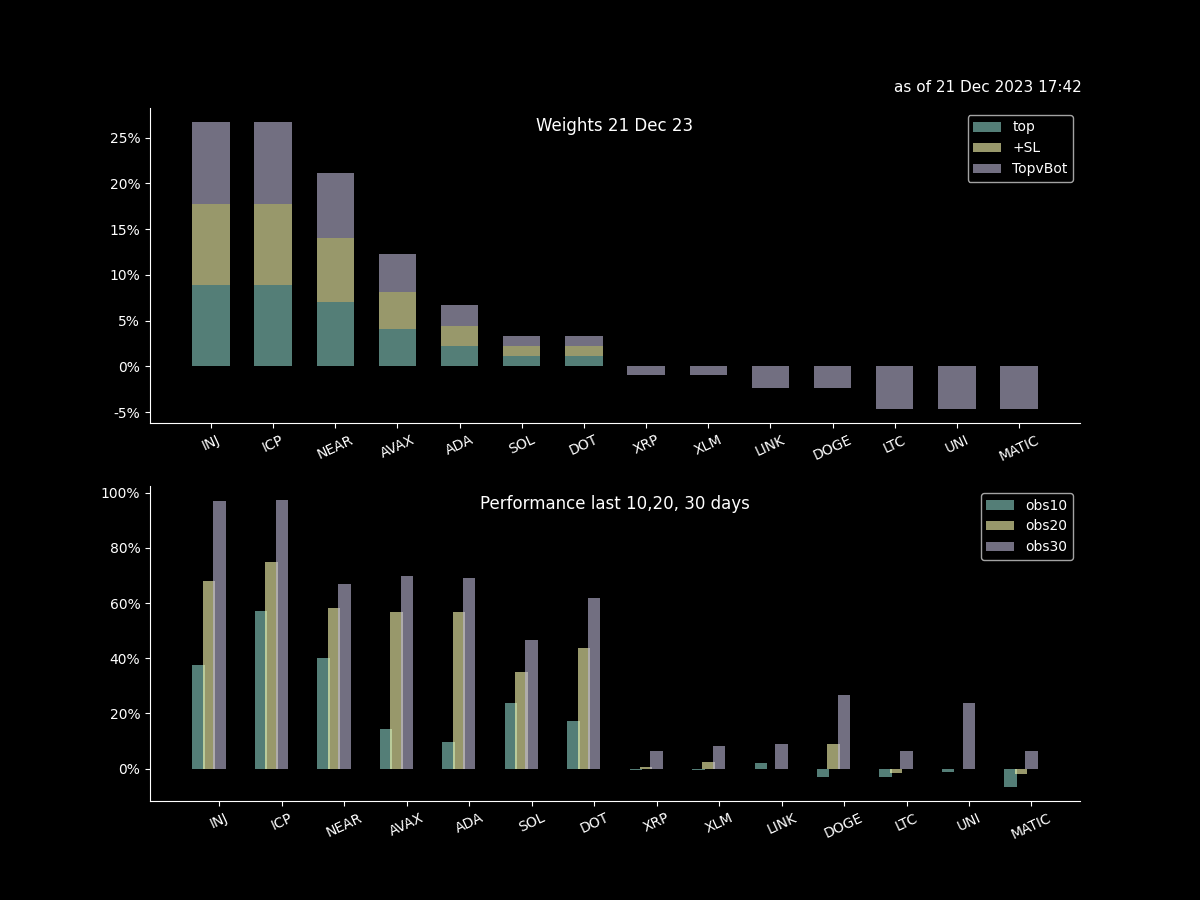 as of 21 Dec 2023 17:42
Weights 21 Dec 23
top
+SL
TopvBot
25%
20%
15%
10%
5%
0%
-5%
INJ ICP NEAR AVAX ADA SOL DOT XRP XLM LINK DOGE LTC UNI MATIC
Performance last 10,20, 30 days
obs10
obs20
obs30
100%
80%
60%
40%
20%
0%
INJ ICP NEAR AVAX ADA SOL DOT XRP XLM LINK DOGE LTC UNI MATIC